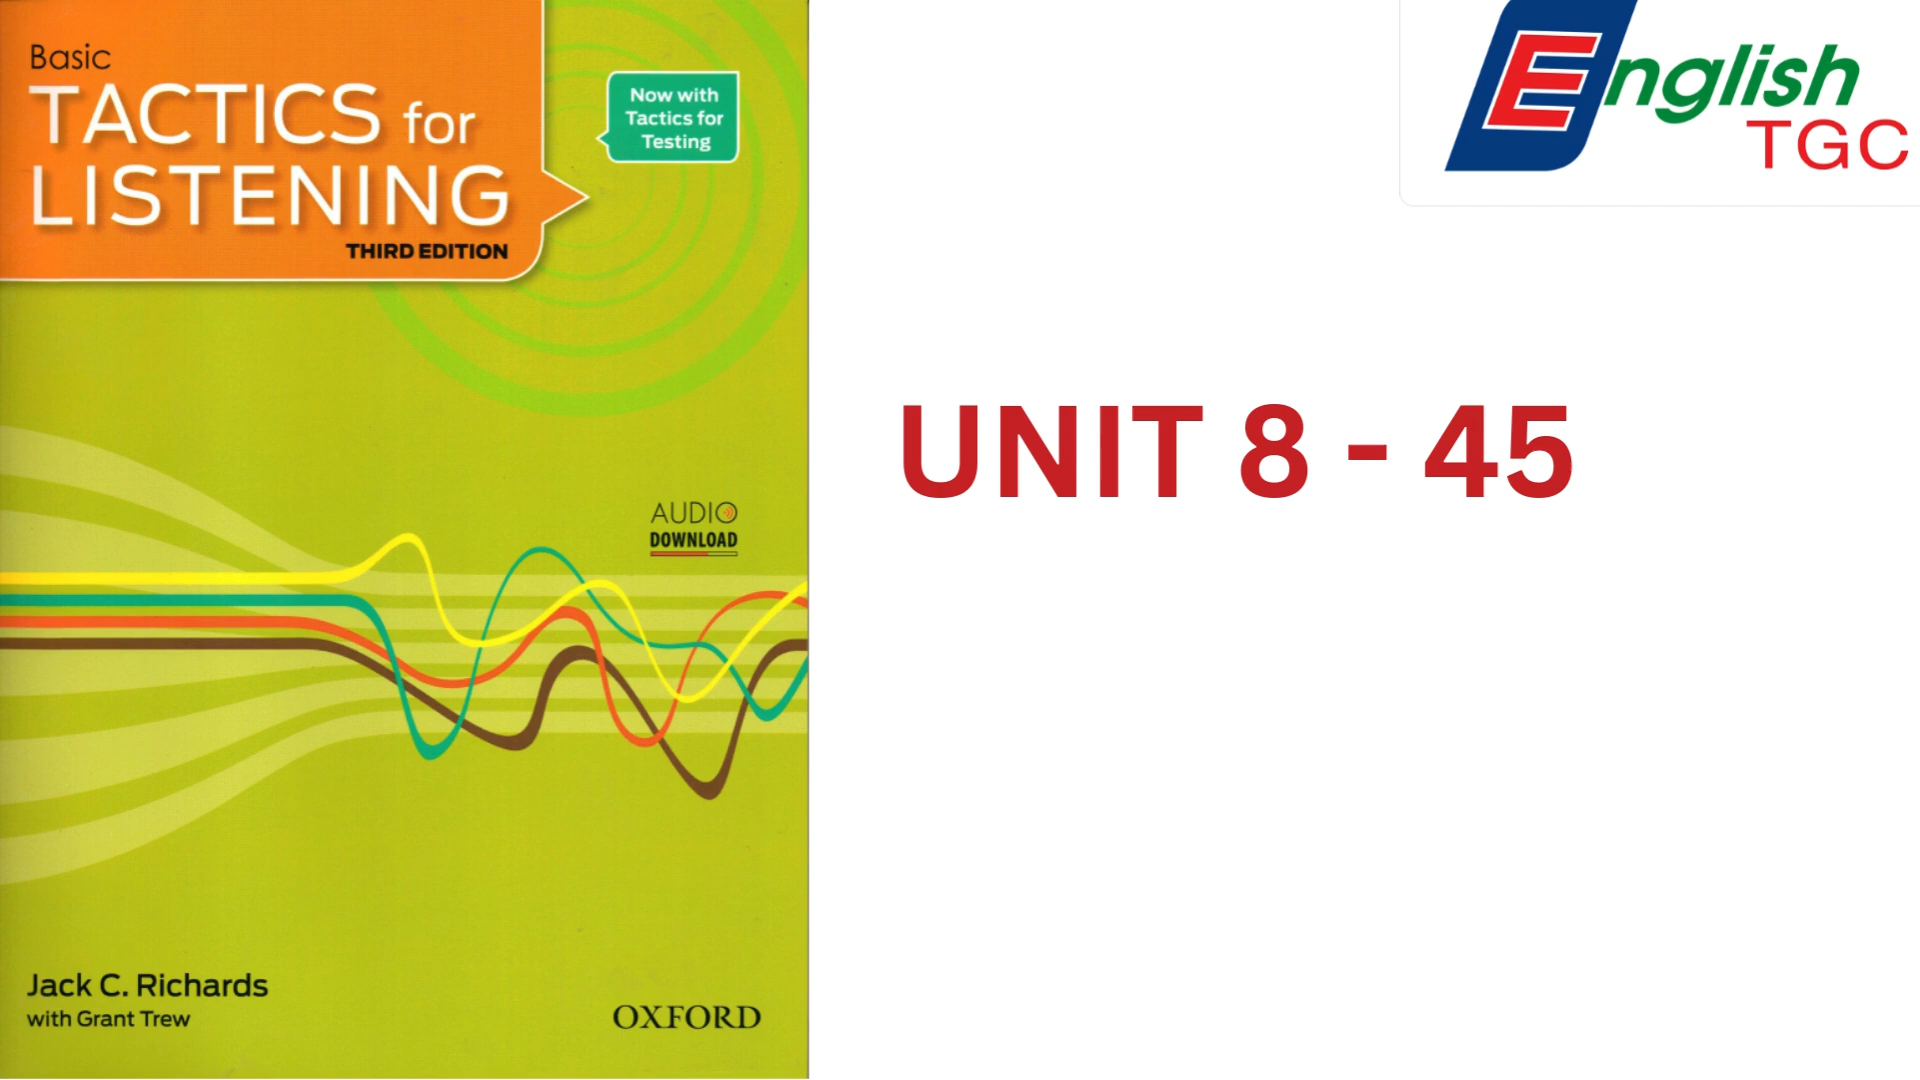 Basic
TACTICS for
LISTENING
THIRD EDITION
Now with
Tactics for
Testing
AUDIO
DOWNLOAD
Jack C. Richards
with Grant Trew
OXFORD
English
TGC
UNIT 8 - 45